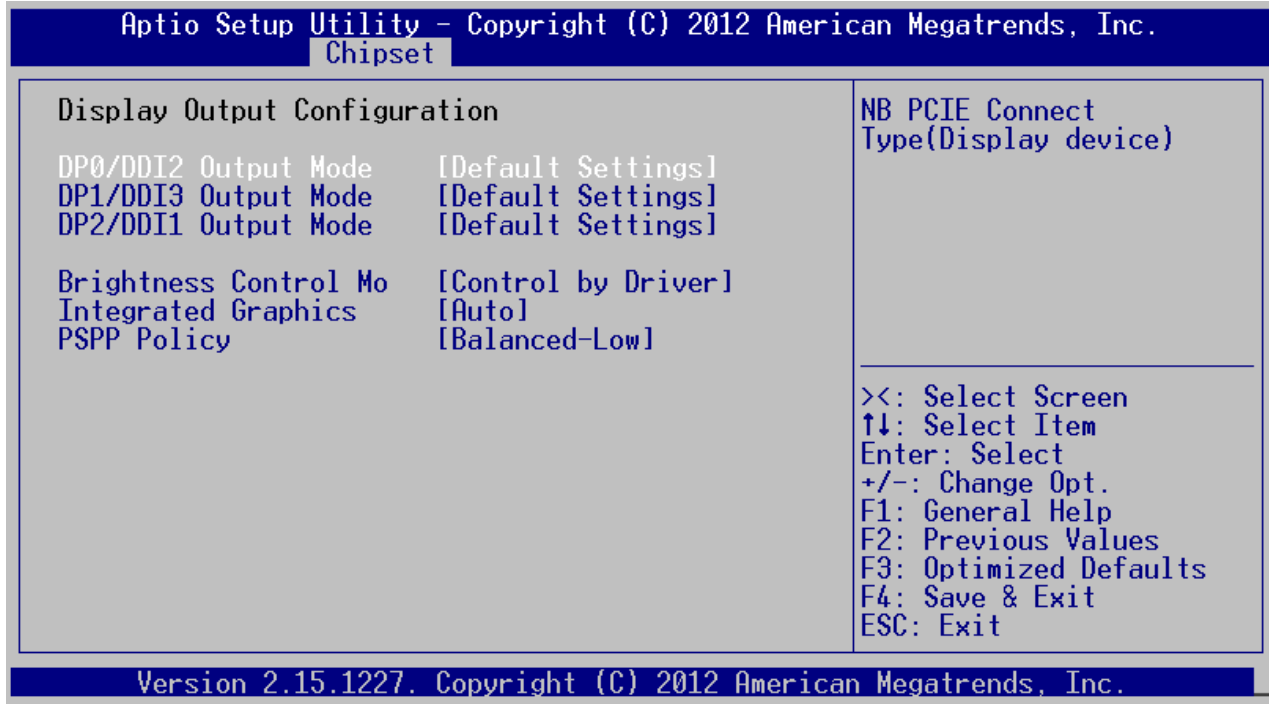 Aptio Setup Utility – Copyright (C) 2012 American Megatrends, Inc.
Chipset
Display Output Configuration
DP0/DDI2 Output Mode [Default Settings]
DP1/DDI3 Output Mode [Default Settings]
DP2/DDI1 Output Mode [Default Settings]
Brightness Control Mo [Control by Driver]
Integrated Graphics [Auto]
PSPP Policy [Balanced-Low]
NB PCIE Connect
Type(Display device)
><: Select Screen
↑↓: Select Item
Enter: Select
+/-: Change Opt.
F1: General Help
F2: Previous Values
F3: Optimized Defaults
F4: Save & Exit
ESC: Exit
Version 2.15.1227. Copyright (C) 2012 American Megatrends, Inc.